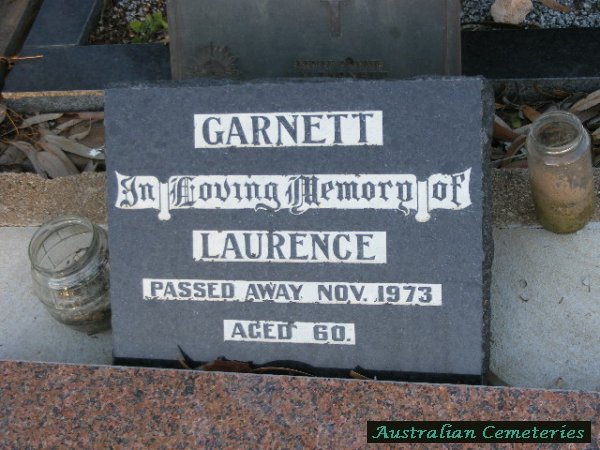 GARNETT
In Loving Memory of
LAURENCE
PASSED AWAY NOV. 1973
AGED 60.
Australian Cemeteries